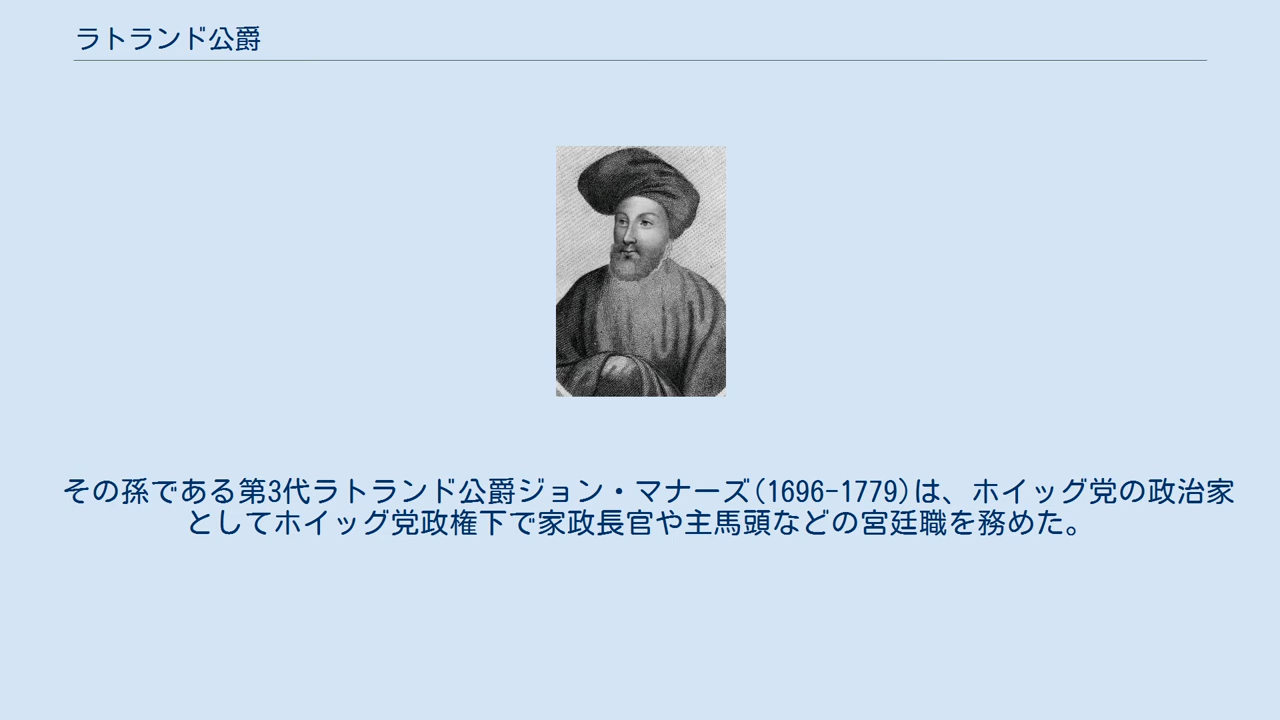 ラトランド公爵
その孫である第3代ラトランド公爵ジョン・マナーズ(1696-1779)は、ホイッグ党の政治家
としてホイッグ党政権下で家政長官や主馬頭などの宮廷職を務めた。